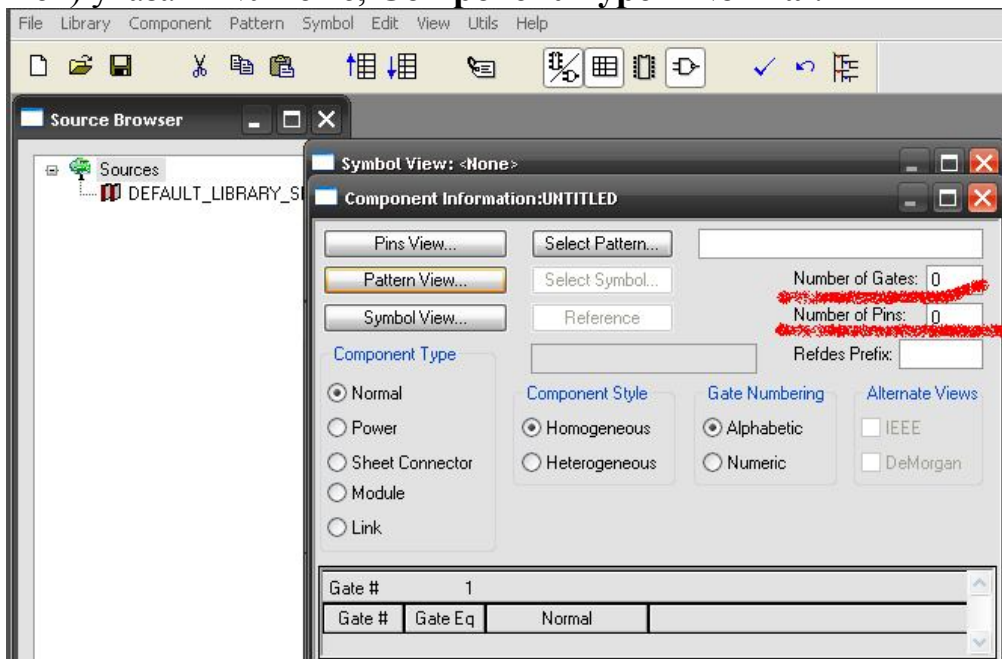 File Library Component Pattern Symbol Edit View Utils Help
Source Browser
Sources
DEFAULT_LIBRARY_
Symbol View: <None>
Component Information:UNTITLED
Pins View... Select Pattern...
Pattern View... Select Symbol... Number of Gates: 0
Symbol View... Reference Number of Pins: 0
Component Type Refdes Prefix:
Normal Component Style Gate Numbering Alternate Views
Power Homogeneous Alphabetic IEEE
Sheet Connector Heterogeneous Numeric DeMorgan
Module
Link
Gate # 1
Gate # Gate Eq Normal